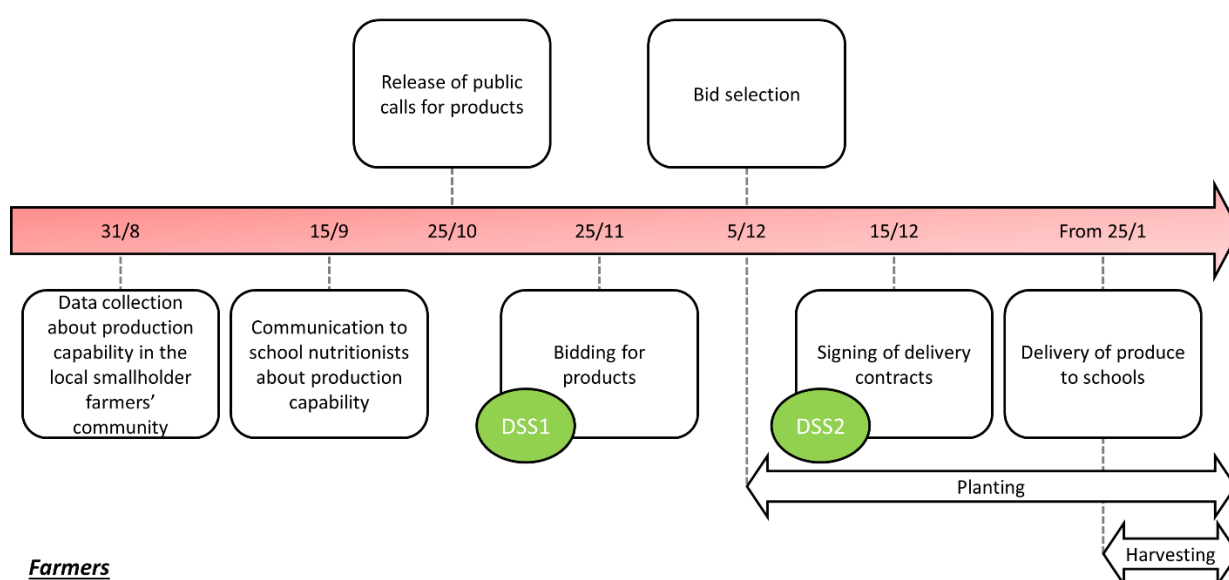 Release of public
calls for products
Bid selection
31/8
15/9
25/10
25/11
5/12
15/12
From 25/1
Data collection
about production
capability in the
local smallholder
farmers'
community
Communication to
school nutritionists
about production
capability
Bidding for
products
DSS1
Signing of delivery
contracts
DSS2
Delivery of produce
to schools
Planting
Harvesting
Farmers